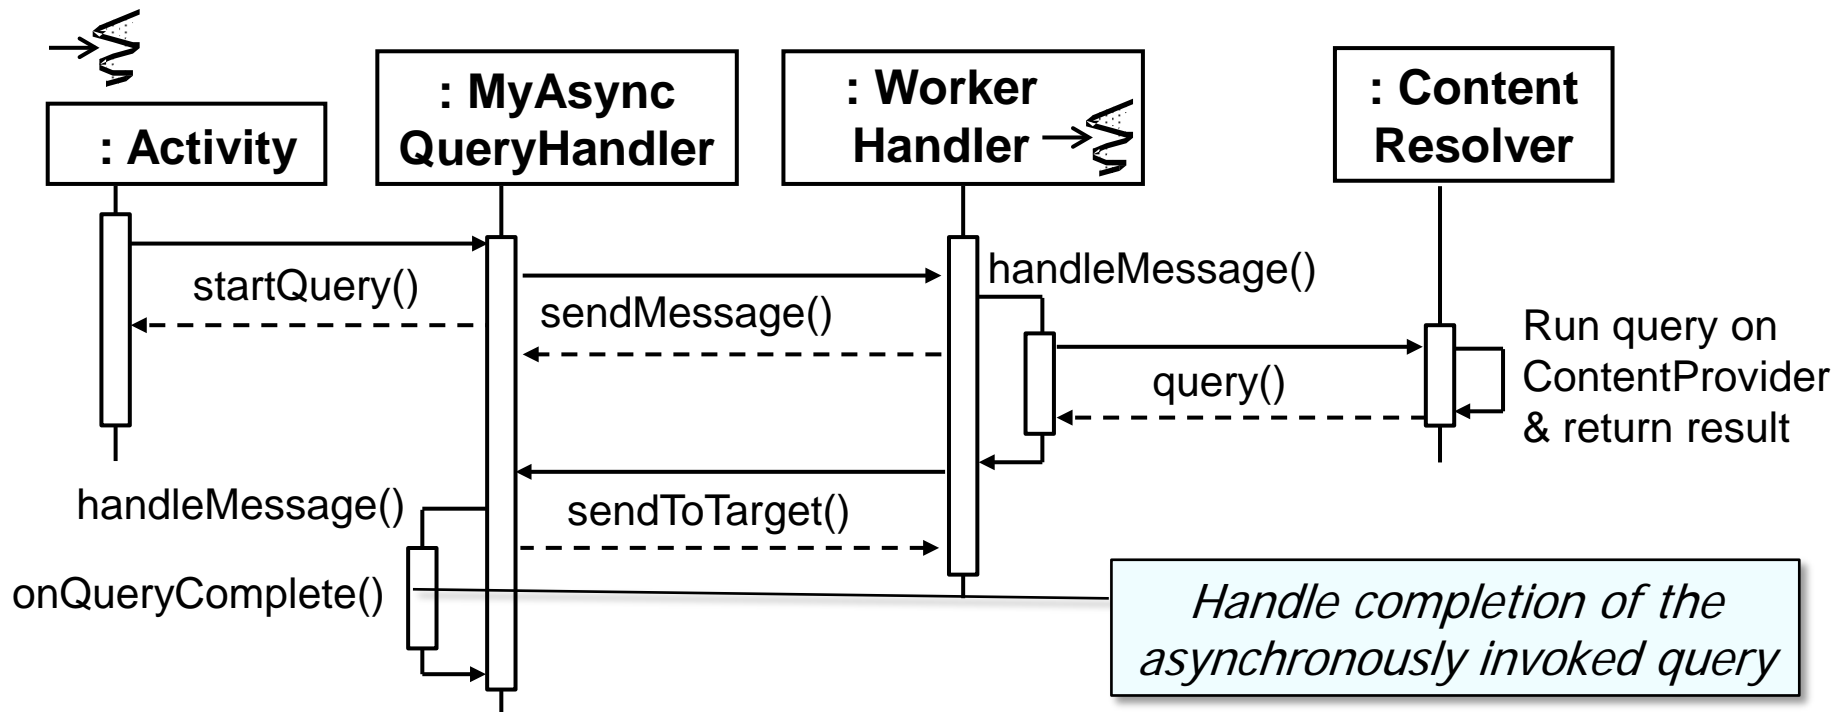 : Activity
: MyAsync
QueryHandler
: Worker
Handler
: Content
Resolver
startQuery()
sendMessage()
handleMessage()
query()
Run query on
ContentProvider
& return result
handleMessage()
sendToTarget()
onQueryComplete()
Handle completion of the
asynchronously invoked query